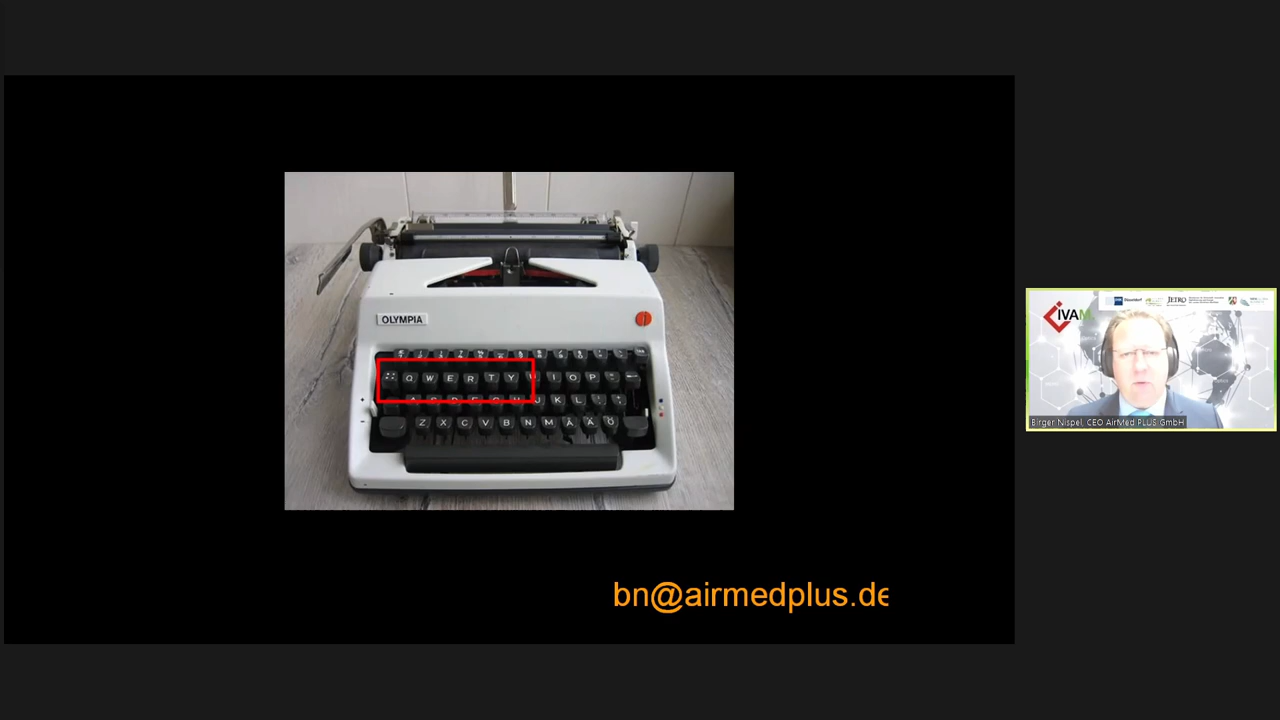 OLYMPIA
Q W E R T Y I O P
J K L
Z X C V B N M Ä Ö
bn@airmedplus.de
IVAM
JETRO
Birger Nispel, CEO AirMed PLUS GmbH